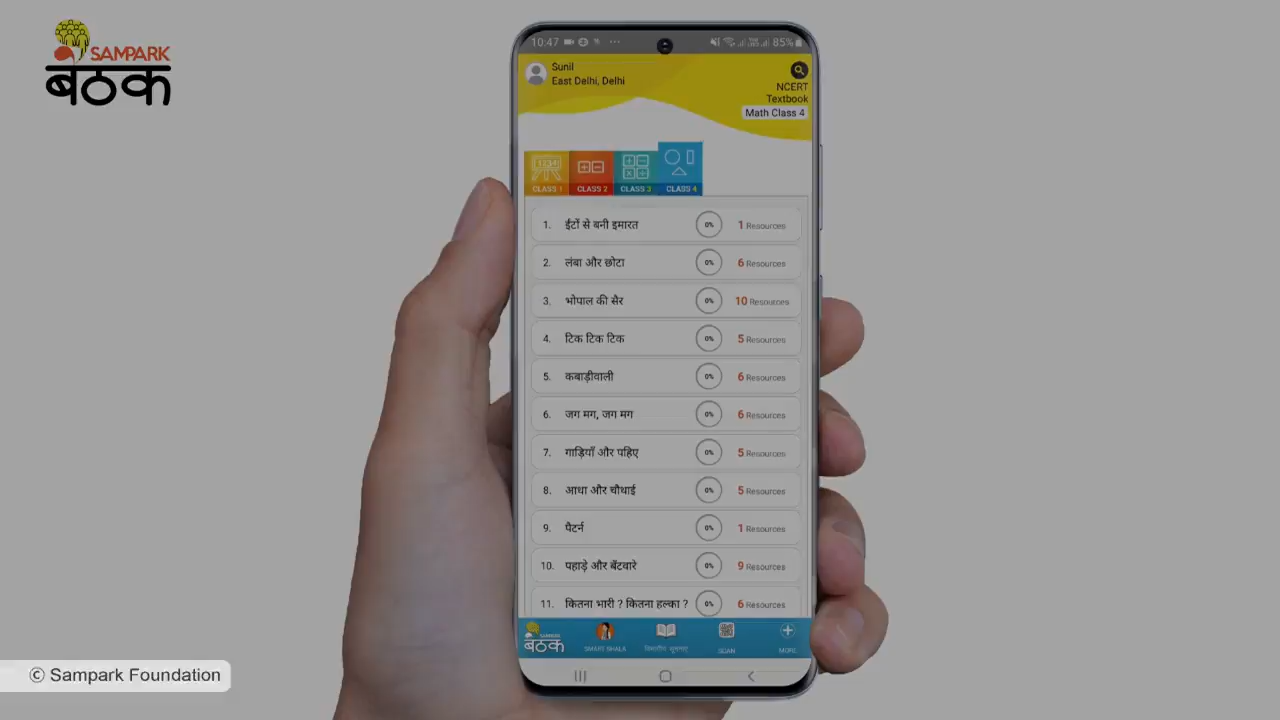 SAMPARK
बैठक
10:47
85%
Sunil
East Delhi, Delhi
NCERT
Textbook
Math Class 4
1234
CLASS 1
CLASS 2
CLASS 3
CLASS 4
1. ईंटों से बनी इमारत 0% 1 Resources
2. लंबा और छोटा 0% 6 Resources
3. भोपाल की सैर 0% 10 Resources
4. टिक टिक टिक 0% 5 Resources
5. कबाड़ीवाली 0% 6 Resources
6. जग मग, जग मग 0% 6 Resources
7. गाड़ियाँ और पहिए 0% 5 Resources
8. आधा और चौथाई 0% 5 Resources
9. पैटर्न 0% 1 Resources
10. पहाड़े और बँटवारे 0% 9 Resources
11. कितना भारी ? कितना हल्का ? 0% 6 Resources
SAMPARK
बैठक
SMART SHALA
विभागीय सूचनाएं
SCAN
MORE
© Sampark Foundation